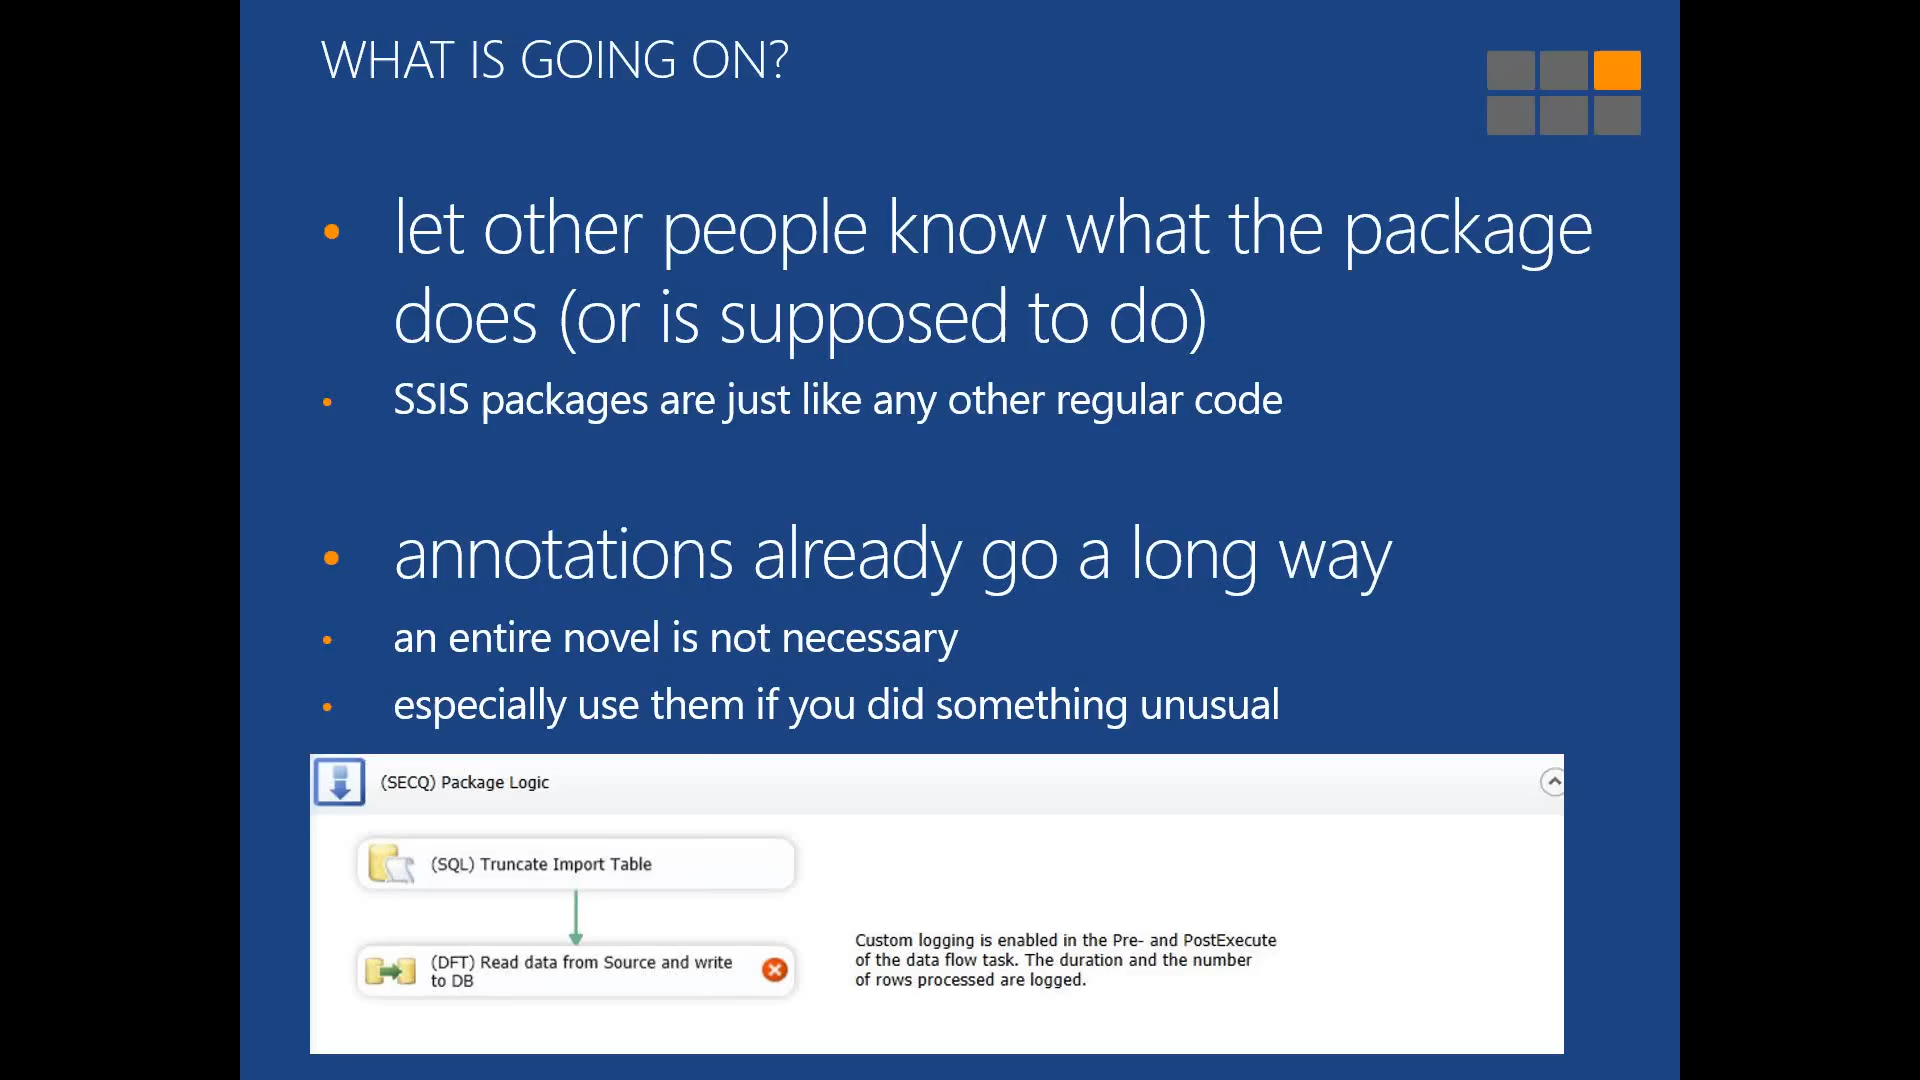 WHAT IS GOING ON?
• let other people know what the package
does (or is supposed to do)
• SSIS packages are just like any other regular code
• annotations already go a long way
• an entire novel is not necessary
• especially use them if you did something unusual
(SECQ) Package Logic
(SQL) Truncate Import Table
(DFT) Read data from Source and write
to DB
Custom logging is enabled in the Pre- and PostExecute
of the data flow task. The duration and the number
of rows processed are logged.